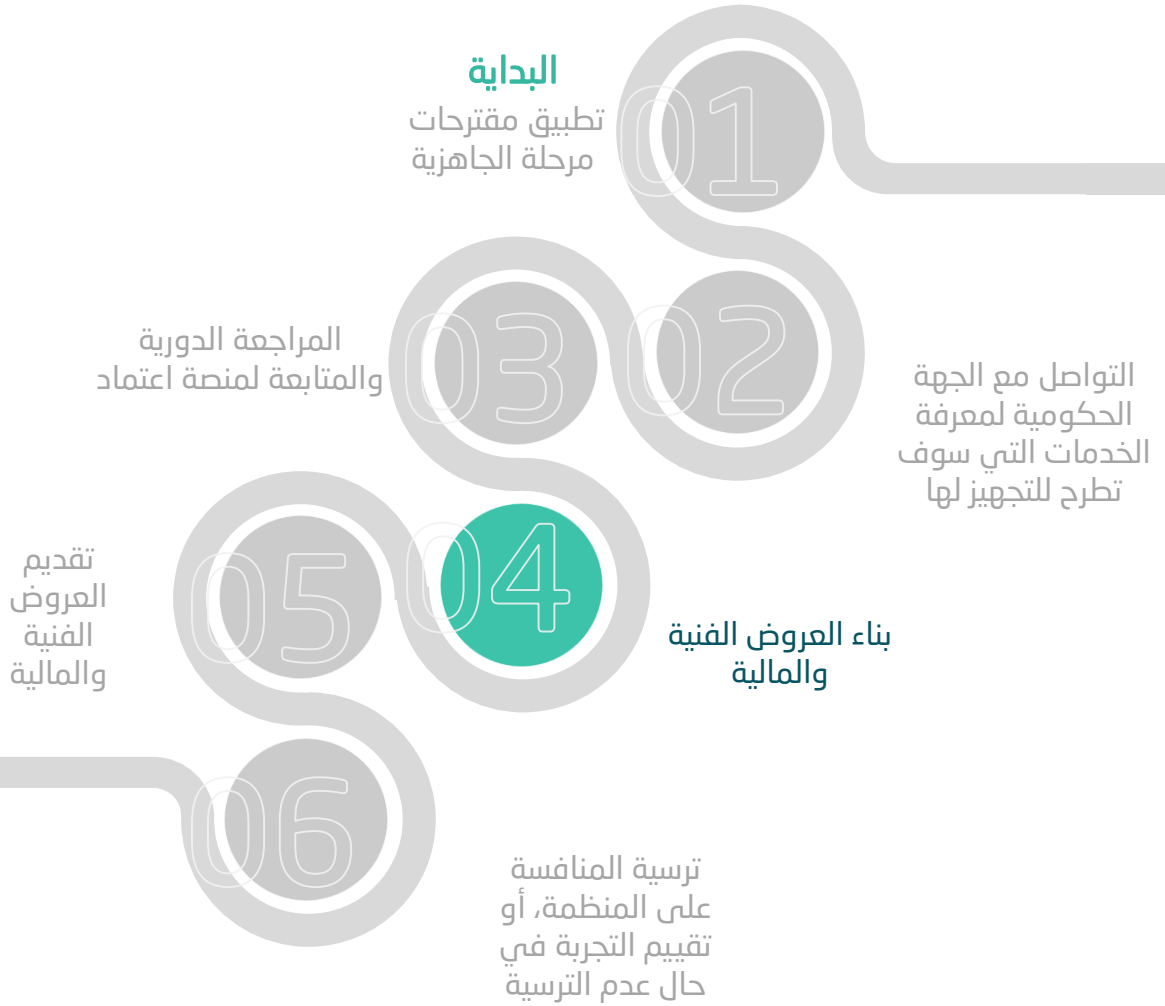 البداية
تطبيق مقترحات
مرحلة الجاهزية
01
02
التواصل مع الجهة
الحكومية لمعرفة
الخدمات التي سوف
تطرح للتجهيز لها
03
المراجعة الدورية
والمتابعة لمنصة اعتماد
04
بناء العروض الفنية
والمالية
05
تقديم
العروض
الفنية
والمالية
06
ترسية المنافسة
على المنظمة، أو
تقييم التجربة في
حال عدم الترسية